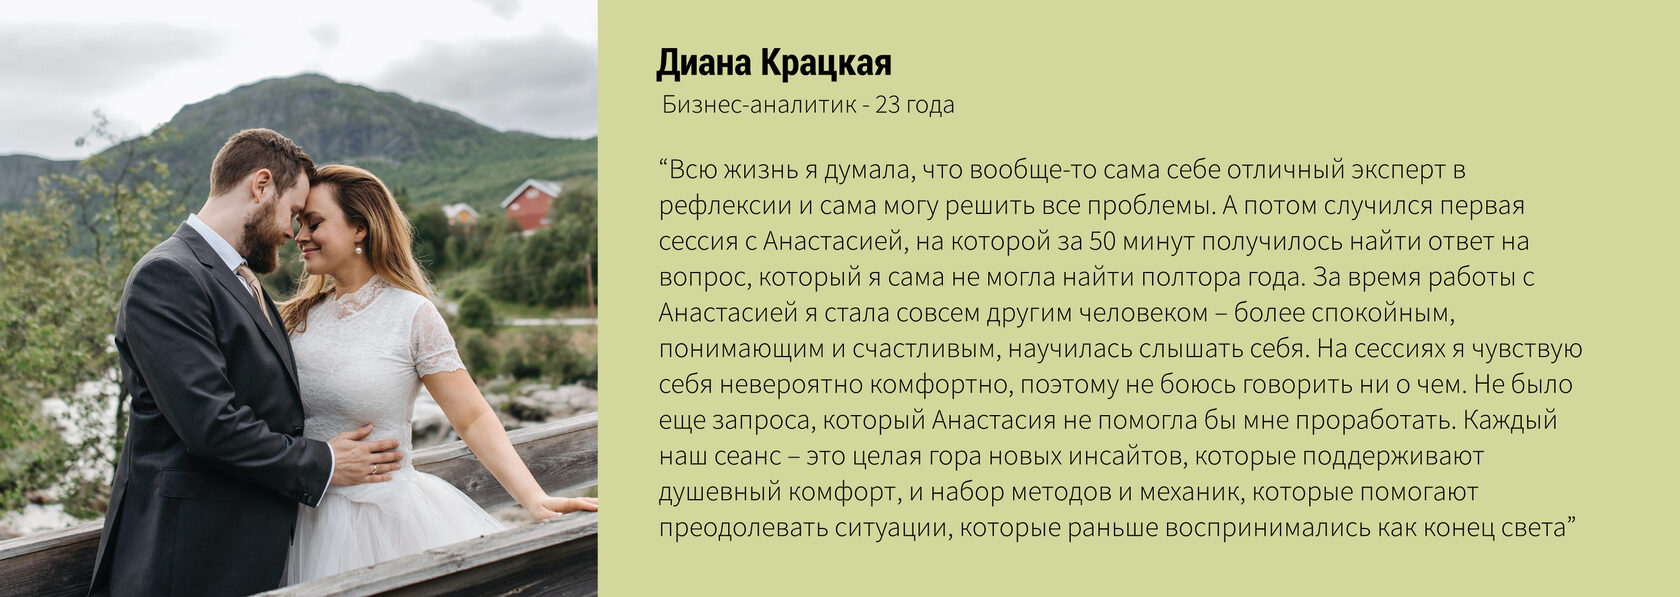 Диана Крацкая
Бизнес-аналитик - 23 года
“Всю жизнь я думала, что вообще-то сама себе отличный эксперт в
рефлексии и сама могу решить все проблемы. А потом случился первая
сессия с Анастасией, на которой за 50 минут получилось найти ответ на
вопрос, который я сама не могла найти полтора года. За время работы с
Анастасией я стала совсем другим человеком – более спокойным,
понимающим и счастливым, научилась слышать себя. На сессиях я чувствую
себя невероятно комфортно, поэтому не боюсь говорить ни о чем. Не было
еще запроса, который Анастасия не помогла бы мне проработать. Каждый
наш сеанс – это целая гора новых инсайтов, которые поддерживают
душевный комфорт, и набор методов и механик, которые помогают
преодолевать ситуации, которые раньше воспринимались как конец света”